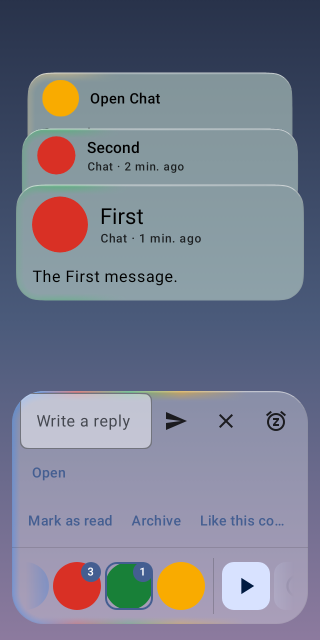 Open Chat
Second
Chat · 2 min. ago
First
Chat · 1 min. ago
The First message.
Write a reply
Open
Mark as read Archive Like this co…
3 1